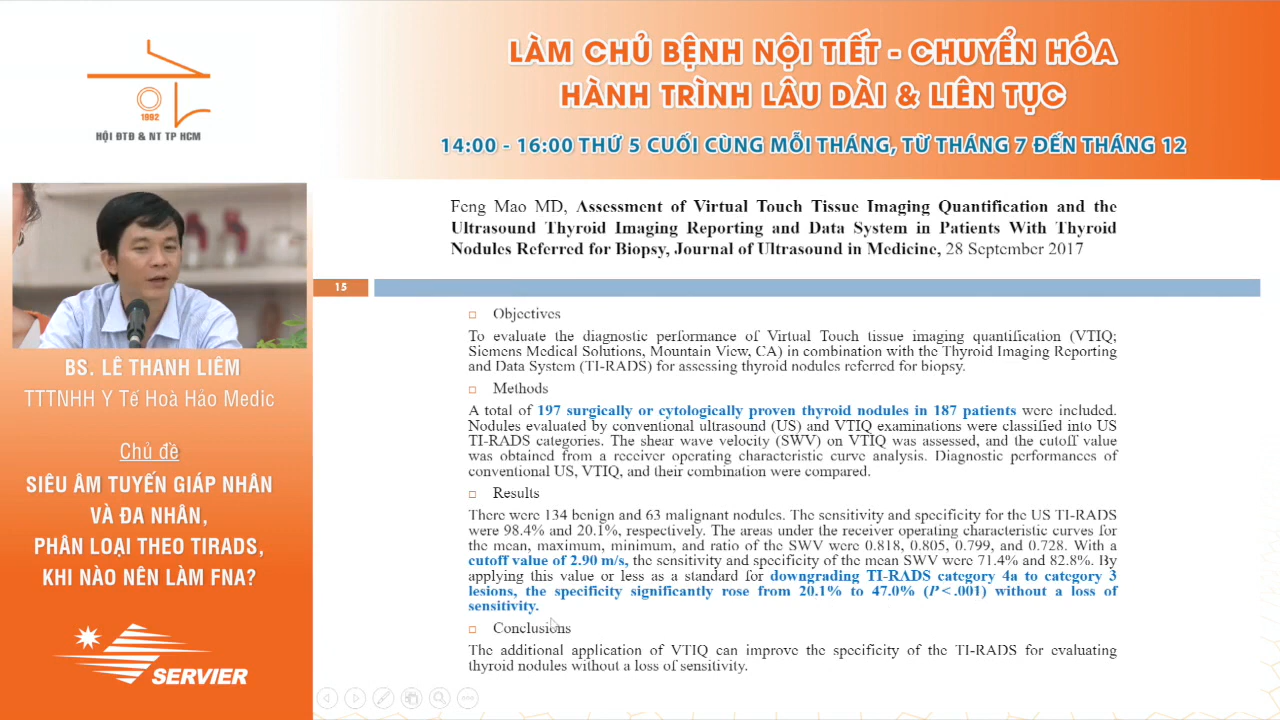 LÀM CHỦ BỆNH NỘI TIẾT - CHUYỂN HÓA
HÀNH TRÌNH LÂU DÀI & LIÊN TỤC
14:00 - 16:00 THỨ 5 CUỐI CÙNG MỖI THÁNG, TỪ THÁNG 7 ĐẾN THÁNG 12
1992
HỘI ĐTĐ & NT TP HCM
BS. LÊ THANH LIÊM
TTTNHH Y Tế Hoà Hảo Medic
Chủ đề
SIÊU ÂM TUYẾN GIÁP NHÂN
VÀ ĐA NHÂN,
PHÂN LOẠI THEO TIRADS,
KHI NÀO NÊN LÀM FNA?
SERVIER
Feng Mao MD, Assessment of Virtual Touch Tissue Imaging Quantification and the
Ultrasound Thyroid Imaging Reporting and Data System in Patients With Thyroid
Nodules Referred for Biopsy, Journal of Ultrasound in Medicine, 28 September 2017
15
Objectives
To evaluate the diagnostic performance of Virtual Touch tissue imaging quantification (VTIQ;
Siemens Medical Solutions, Mountain View, CA) in combination with the Thyroid Imaging Reporting
and Data System (TI-RADS) for assessing thyroid nodules referred for biopsy.
Methods
A total of 197 surgically or cytologically proven thyroid nodules in 187 patients were included.
Nodules evaluated by conventional ultrasound (US) and VTIQ examinations were classified into US
TI-RADS categories. The shear wave velocity (SWV) on VTIQ was assessed, and the cutoff value
was obtained from a receiver operating characteristic curve analysis. Diagnostic performances of
conventional US, VTIQ, and their combination were compared.
Results
There were 134 benign and 63 malignant nodules. The sensitivity and specificity for the US TI-RADS
were 98.4% and 20.1%, respectively. The areas under the receiver operating characteristic curves for
the mean, maximum, minimum, and ratio of the SWV were 0.818, 0.805, 0.799, and 0.728. With a
cutoff value of 2.90 m/s, the sensitivity and specificity of the mean SWV were 71.4% and 82.8%. By
applying this value or less as a standard for downgrading TI-RADS category 4a to category 3
lesions, the specificity significantly rose from 20.1% to 47.0% (P < .001) without a loss of
sensitivity.
Conclusions
The additional application of VTIQ can improve the specificity of the TI-RADS for evaluating
thyroid nodules without a loss of sensitivity.